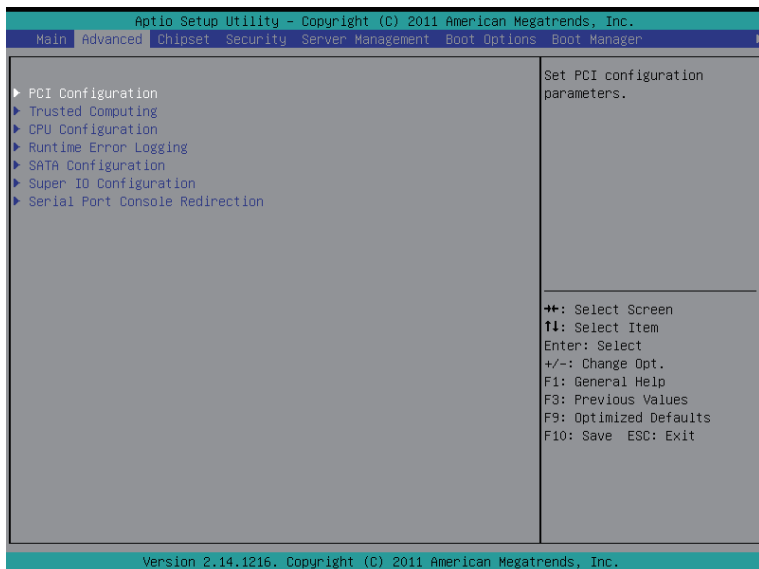 Aptio Setup Utility – Copyright (C) 2011 American Megatrends, Inc.
Main Advanced Chipset Security Server Management Boot Options Boot Manager
PCI Configuration
Trusted Computing
CPU Configuration
Runtime Error Logging
SATA Configuration
Super IO Configuration
Serial Port Console Redirection
Set PCI configuration
parameters.
→←: Select Screen
↑↓: Select Item
Enter: Select
+/-: Change Opt.
F1: General Help
F3: Previous Values
F9: Optimized Defaults
F10: Save ESC: Exit
Version 2.14.1216. Copyright (C) 2011 American Megatrends, Inc.